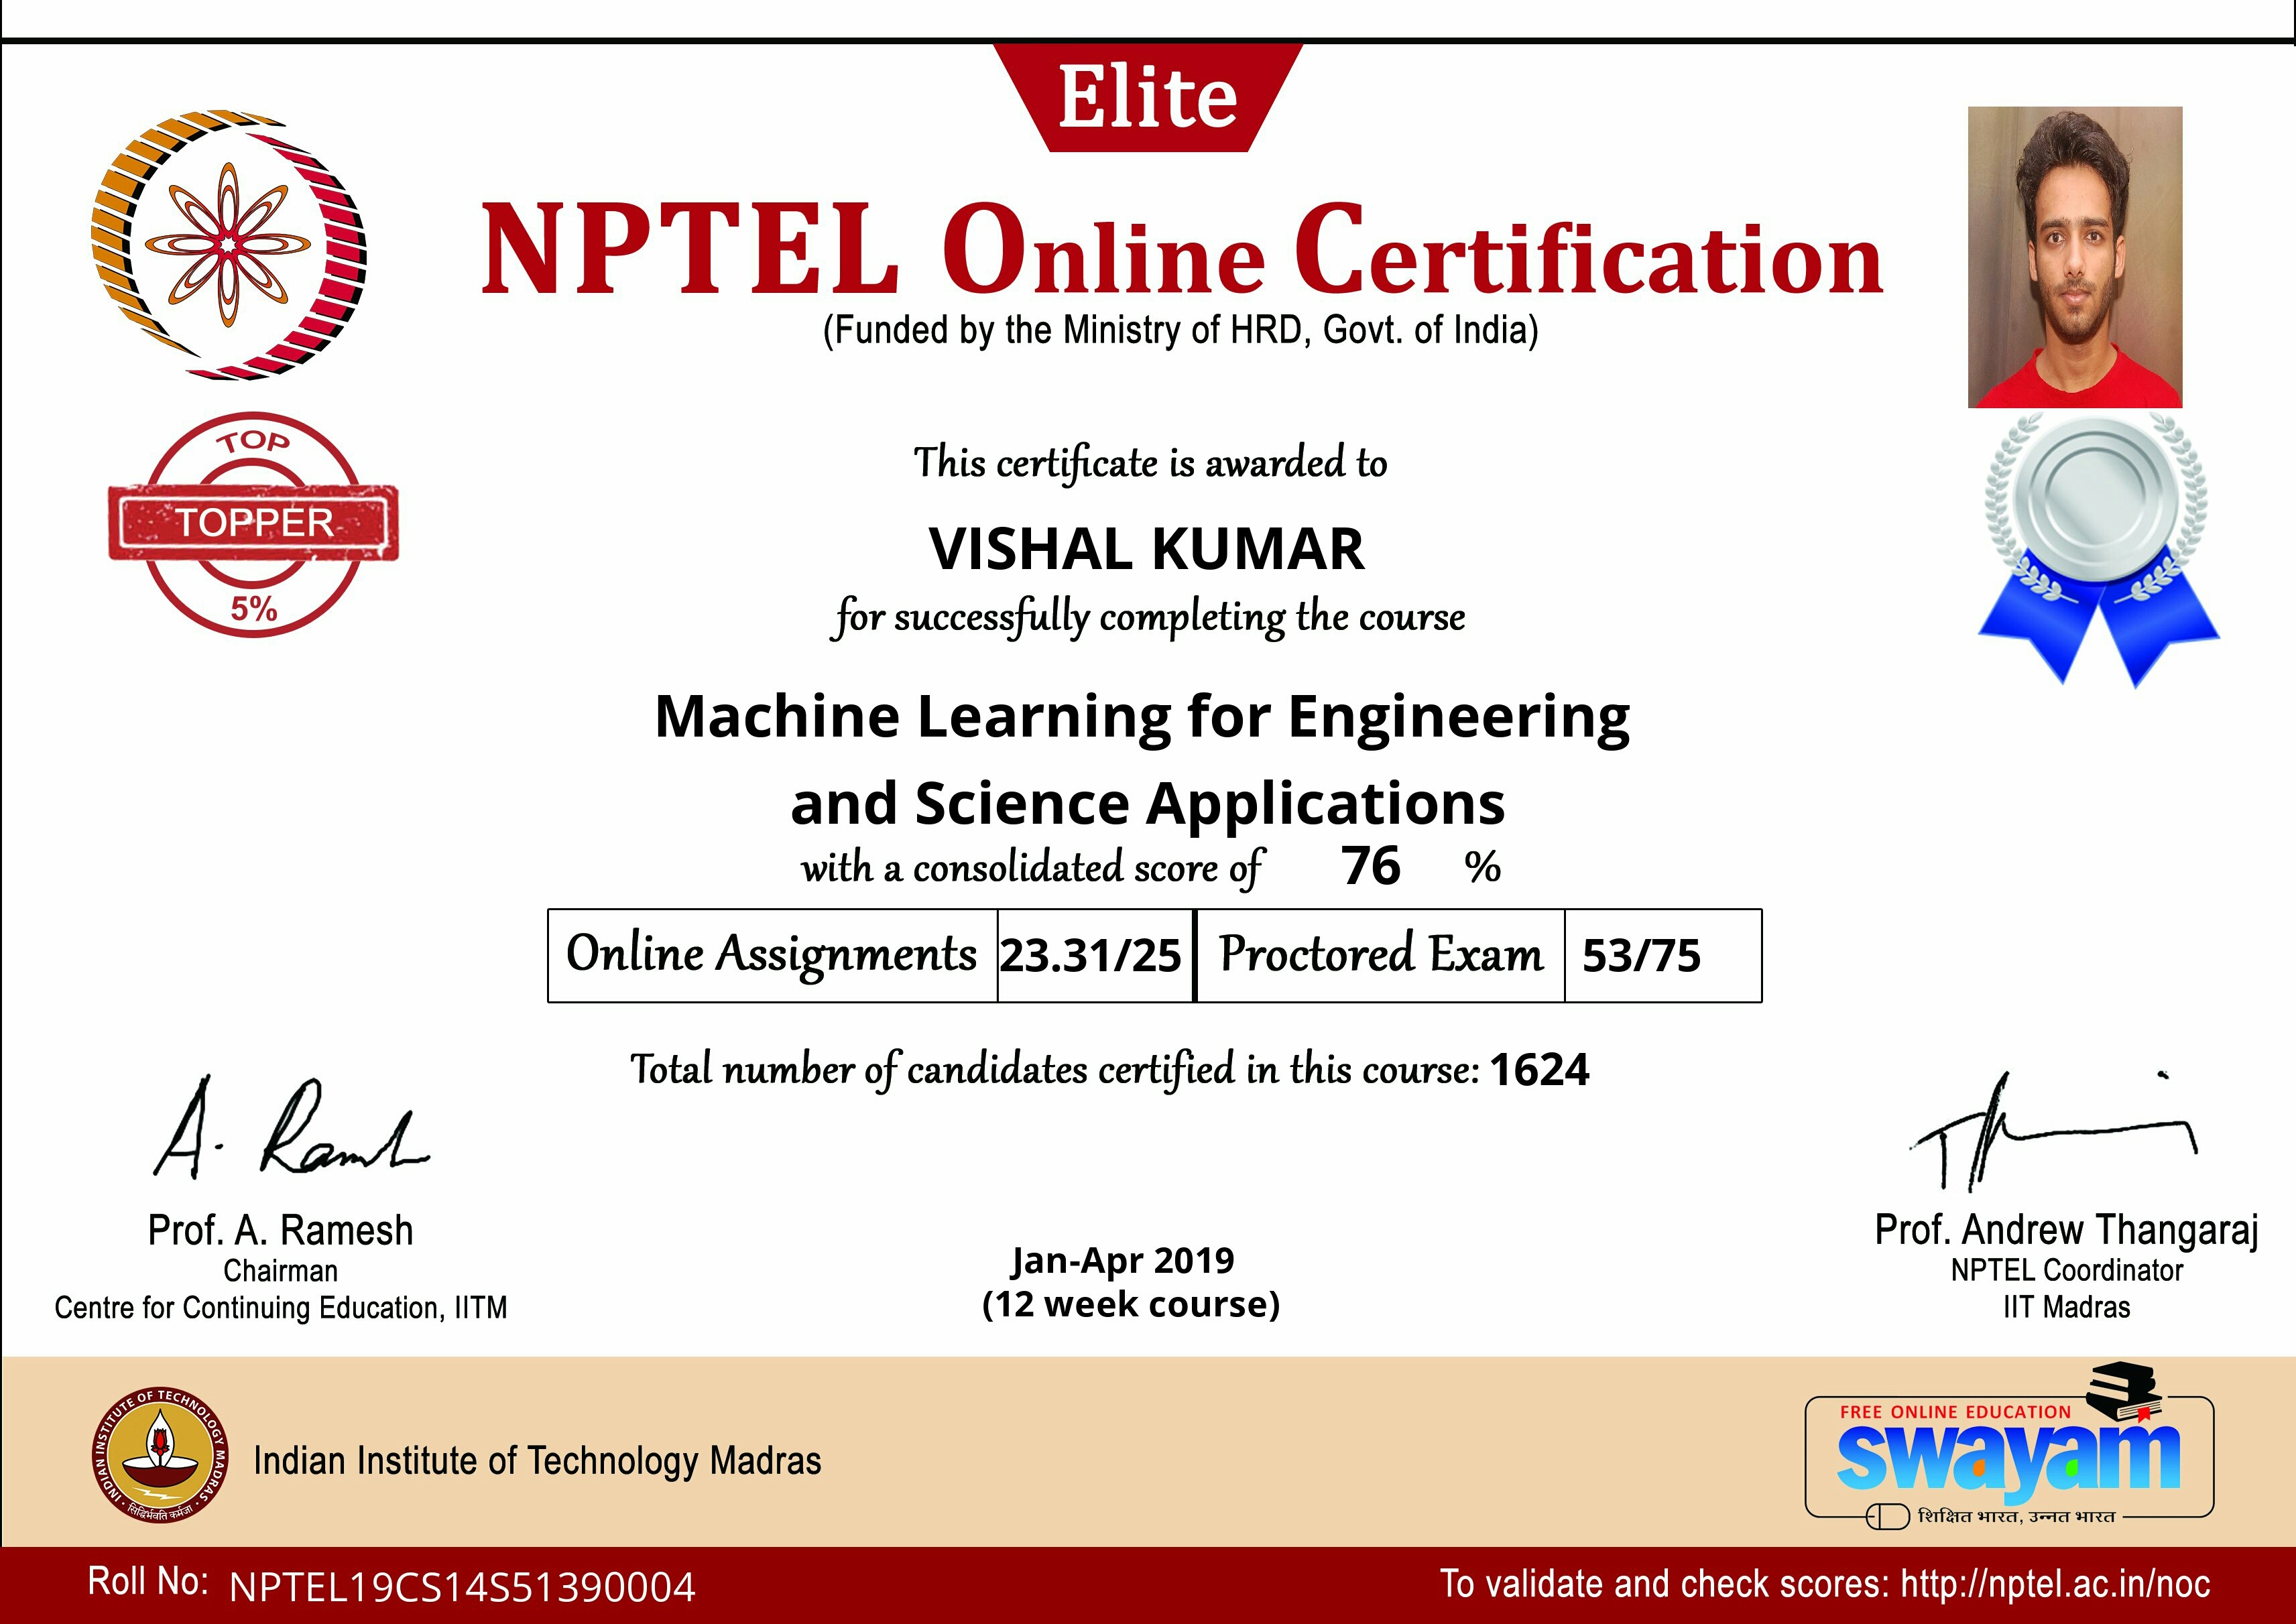 Elite
NPTEL Online Certification
(Funded by the Ministry of HRD, Govt. of India)
TOP
TOPPER
5%
This certificate is awarded to
VISHAL KUMAR
for successfully completing the course
Machine Learning for Engineering
and Science Applications
with a consolidated score of 76 %
Online Assignments 23.31/25 Proctored Exam 53/75
Total number of candidates certified in this course: 1624
A. Ramesh
Prof. A. Ramesh
Chairman
Centre for Continuing Education, IITM
Jan-Apr 2019
(12 week course)
Prof. Andrew Thangaraj
NPTEL Coordinator
IIT Madras
INDIAN INSTITUTE OF TECHNOLOGY MADRAS
सिद्धिर्भवति कर्मजा
Indian Institute of Technology Madras
FREE ONLINE EDUCATION
swayam
शिक्षित भारत, उन्नत भारत
Roll No: NPTEL19CS14S51390004
To validate and check scores: http://nptel.ac.in/noc